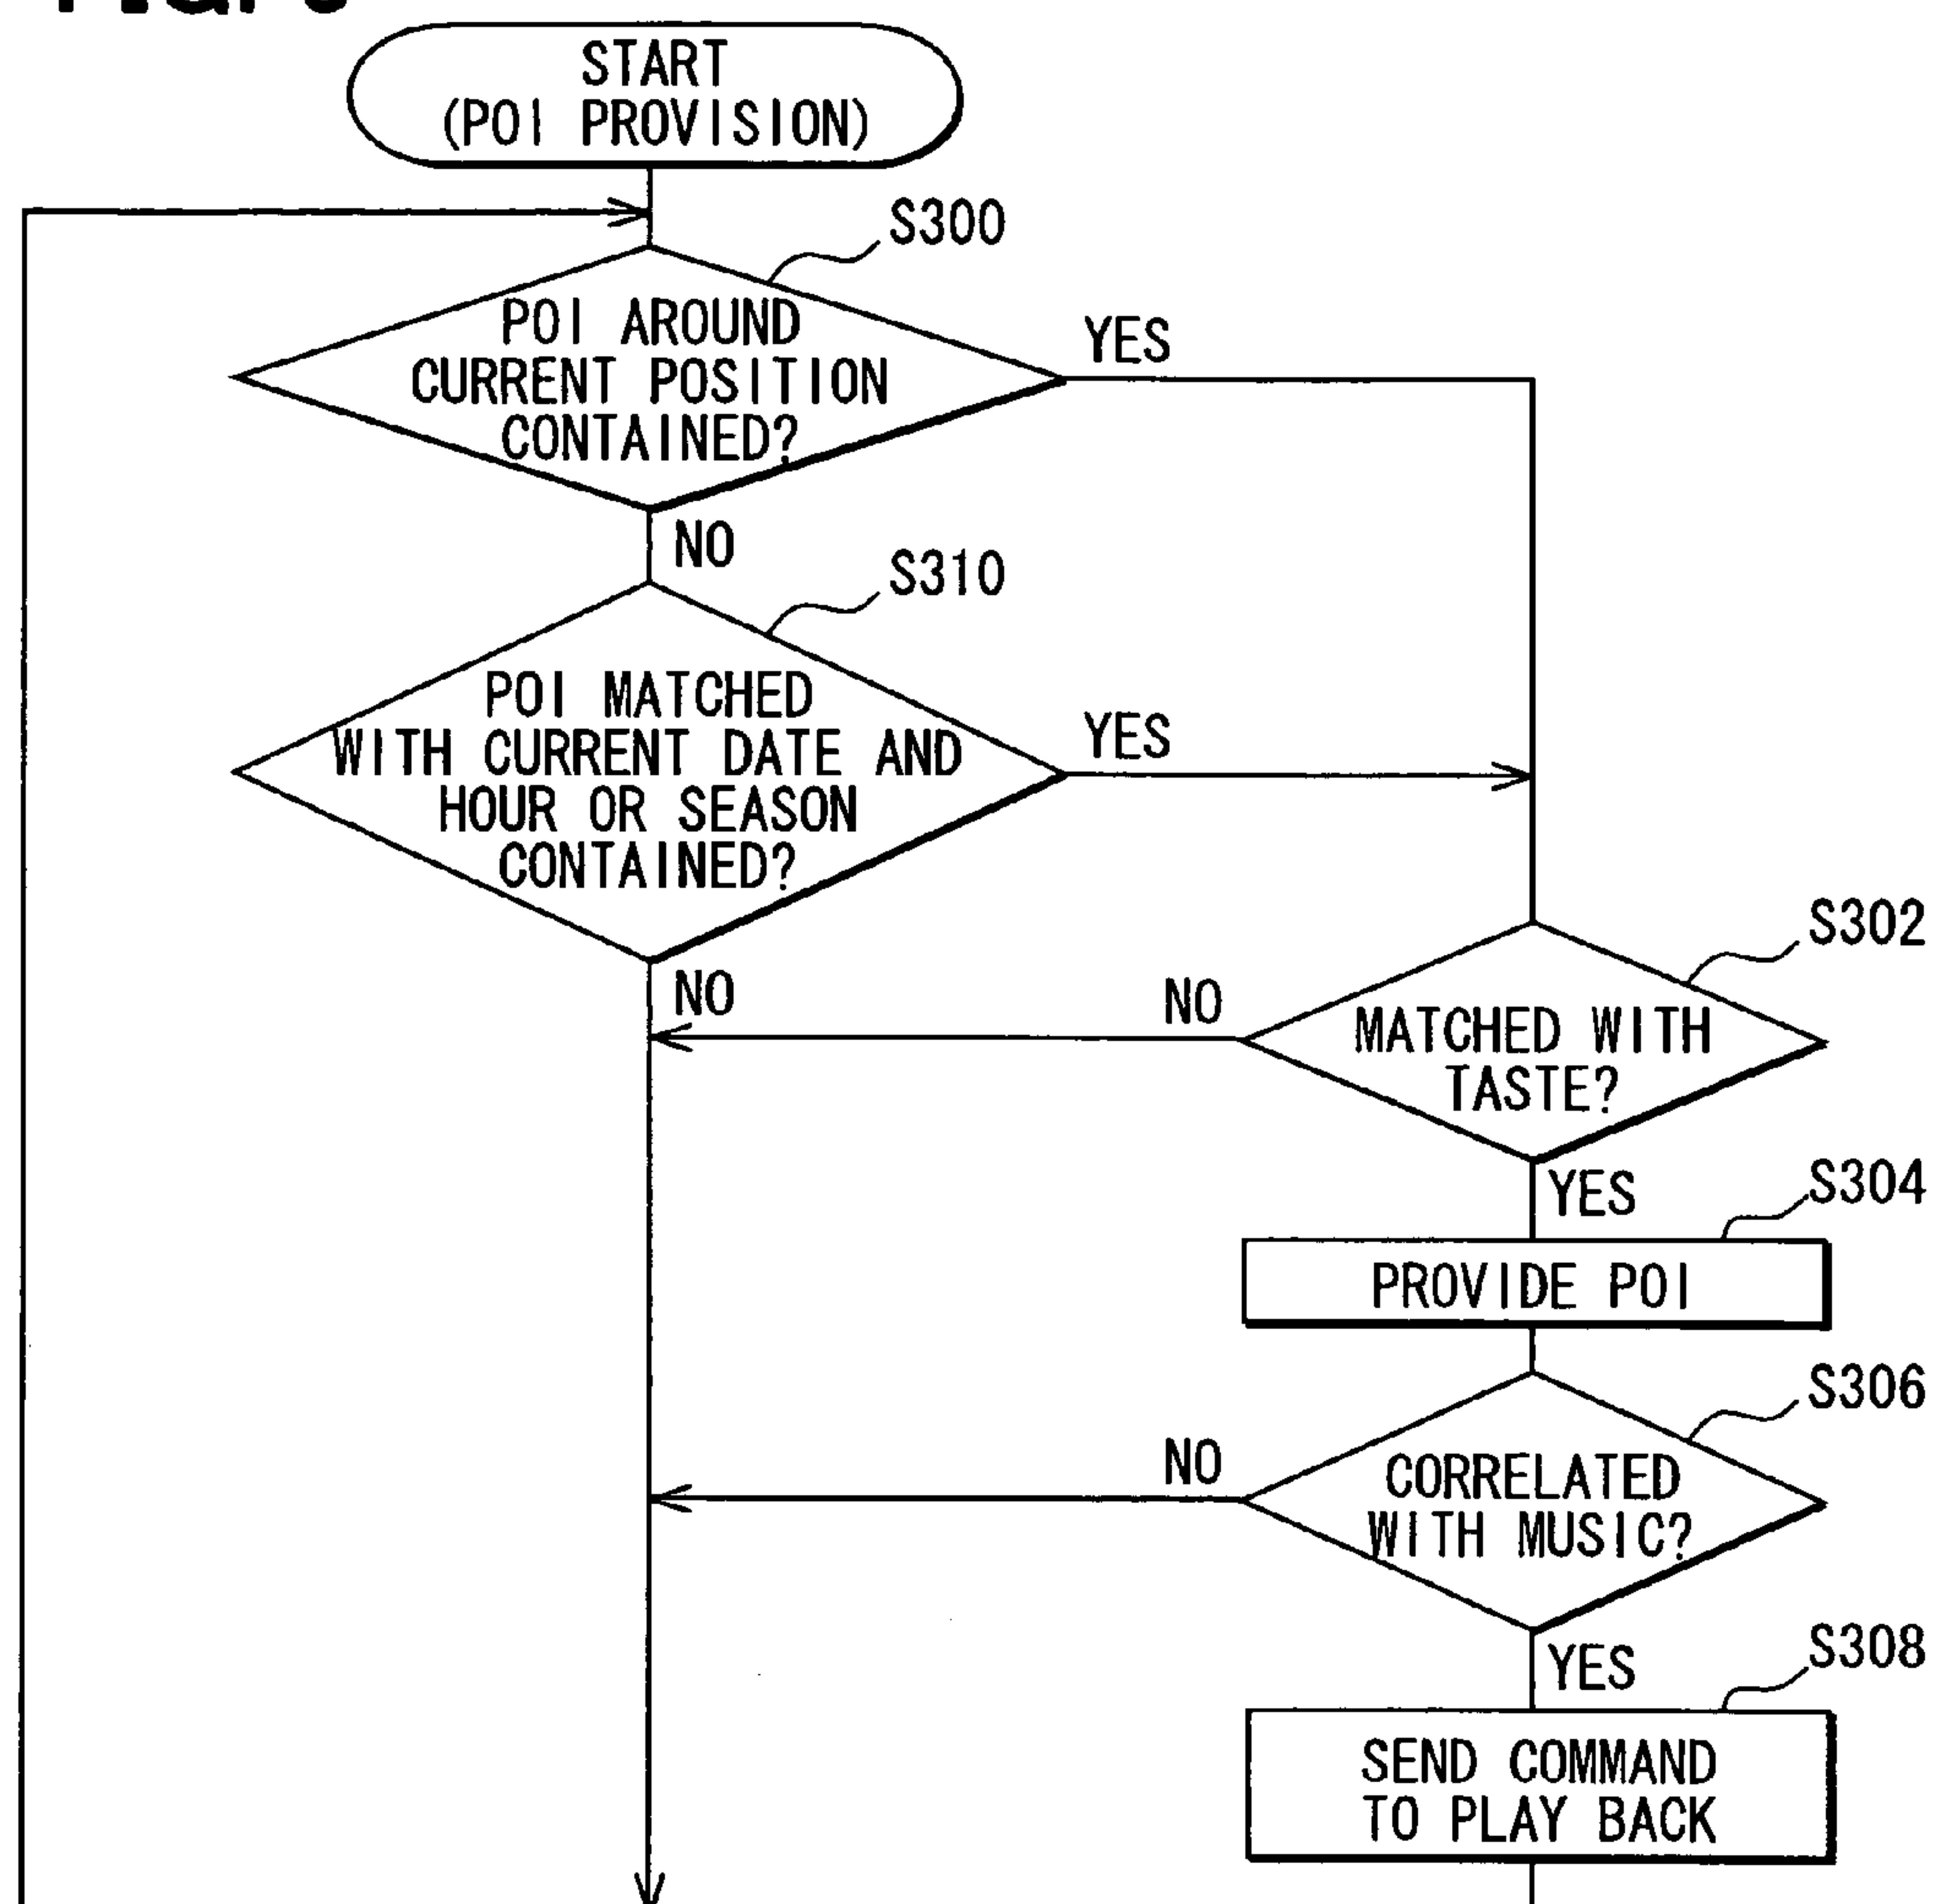 START
(POI PROVISION)
S300
POI AROUND
CURRENT POSITION
CONTAINED?
YES
NO
S310
POI MATCHED
WITH CURRENT DATE AND
HOUR OR SEASON
CONTAINED?
YES
NO
S302
NO
MATCHED WITH
TASTE?
YES
S304
PROVIDE POI
S306
NO
CORRELATED
WITH MUSIC?
YES
S308
SEND COMMAND
TO PLAY BACK